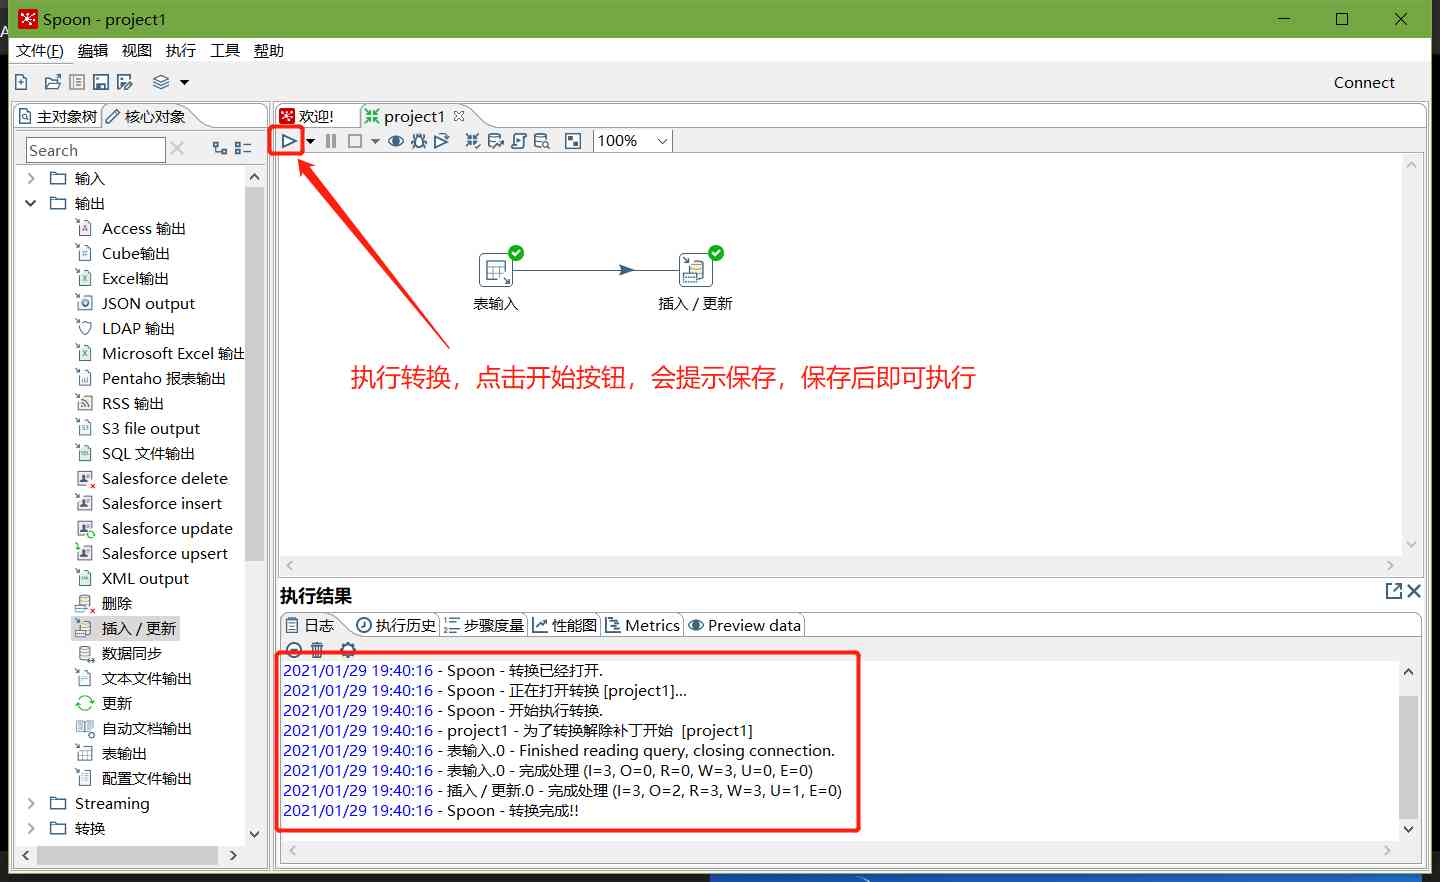 Spoon - project1
文件(F) 编辑 视图 执行 工具 帮助
Connect
主对象树 核心对象
欢迎! project1
100%
Search
输入
输出
Access 输出
Cube输出
Excel输出
JSON output
LDAP 输出
Microsoft Excel 输出
Pentaho 报表输出
RSS 输出
S3 file output
SQL 文件输出
Salesforce delete
Salesforce insert
Salesforce update
Salesforce upsert
XML output
删除
插入 / 更新
数据同步
文本文件输出
更新
自动文档输出
表输出
配置文件输出
Streaming
转换
表输入 插入 / 更新
执行转换，点击开始按钮，会提示保存，保存后即可执行
执行结果
日志 执行历史 步骤度量 性能图 Metrics Preview data
2021/01/29 19:40:16 - Spoon - 转换已经打开.
2021/01/29 19:40:16 - Spoon - 正在打开转换 [project1]...
2021/01/29 19:40:16 - Spoon - 开始执行转换.
2021/01/29 19:40:16 - project1 - 为了转换解除补丁开始  [project1]
2021/01/29 19:40:16 - 表输入.0 - Finished reading query, closing connection.
2021/01/29 19:40:16 - 表输入.0 - 完成处理 (I=3, O=0, R=0, W=3, U=0, E=0)
2021/01/29 19:40:16 - 插入 / 更新.0 - 完成处理 (I=3, O=2, R=3, W=3, U=1, E=0)
2021/01/29 19:40:16 - Spoon - 转换完成!!